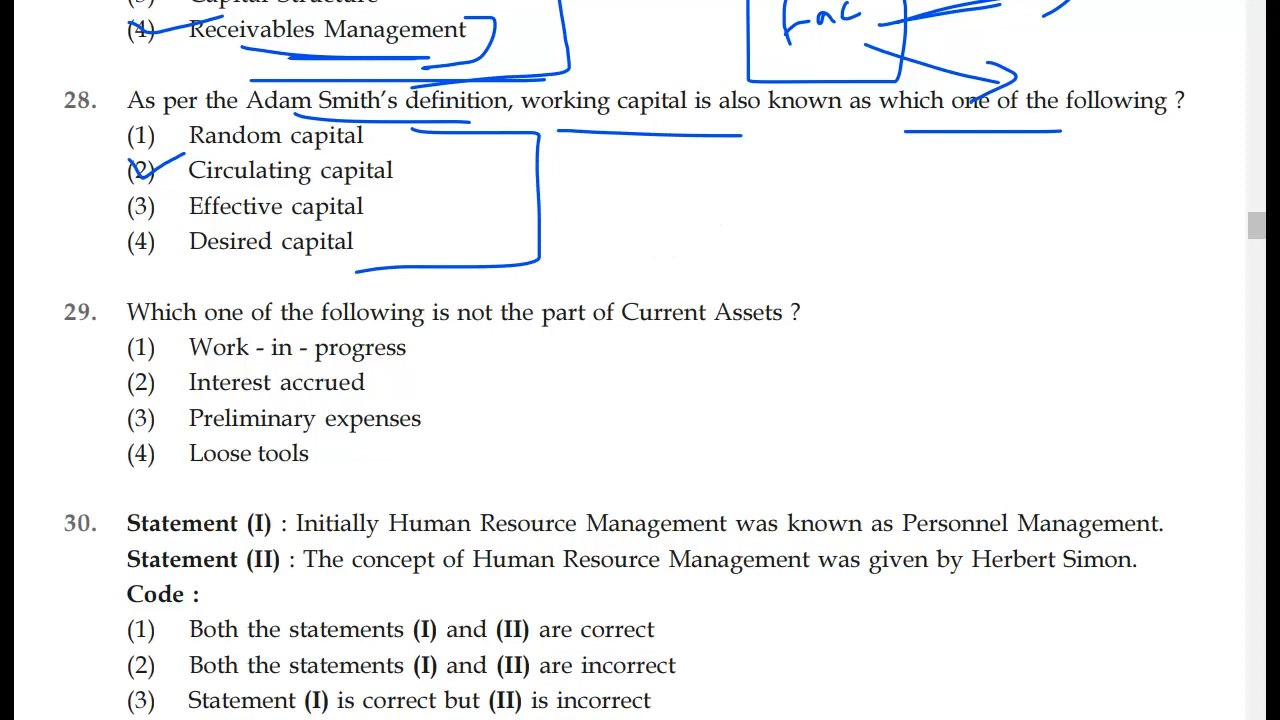 (4) Receivables Management
28. As per the Adam Smith's definition, working capital is also known as which one of the following ?
(1) Random capital
(2) Circulating capital
(3) Effective capital
(4) Desired capital
29. Which one of the following is not the part of Current Assets ?
(1) Work - in - progress
(2) Interest accrued
(3) Preliminary expenses
(4) Loose tools
30. Statement (I) : Initially Human Resource Management was known as Personnel Management.
Statement (II) : The concept of Human Resource Management was given by Herbert Simon.
Code :
(1) Both the statements (I) and (II) are correct
(2) Both the statements (I) and (II) are incorrect
(3) Statement (I) is correct but (II) is incorrect